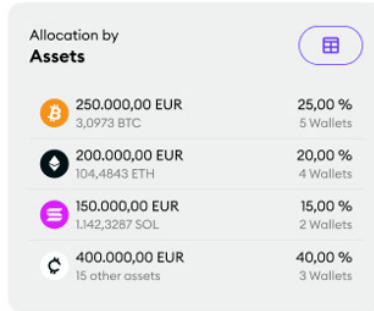 Allocation by
Assets
250.000,00 EUR 25,00 %
3,0973 BTC 5 Wallets
200.000,00 EUR 20,00 %
104,4843 ETH 4 Wallets
150.000,00 EUR 15,00 %
1.142,3287 SOL 2 Wallets
400.000,00 EUR 40,00 %
15 other assets 3 Wallets